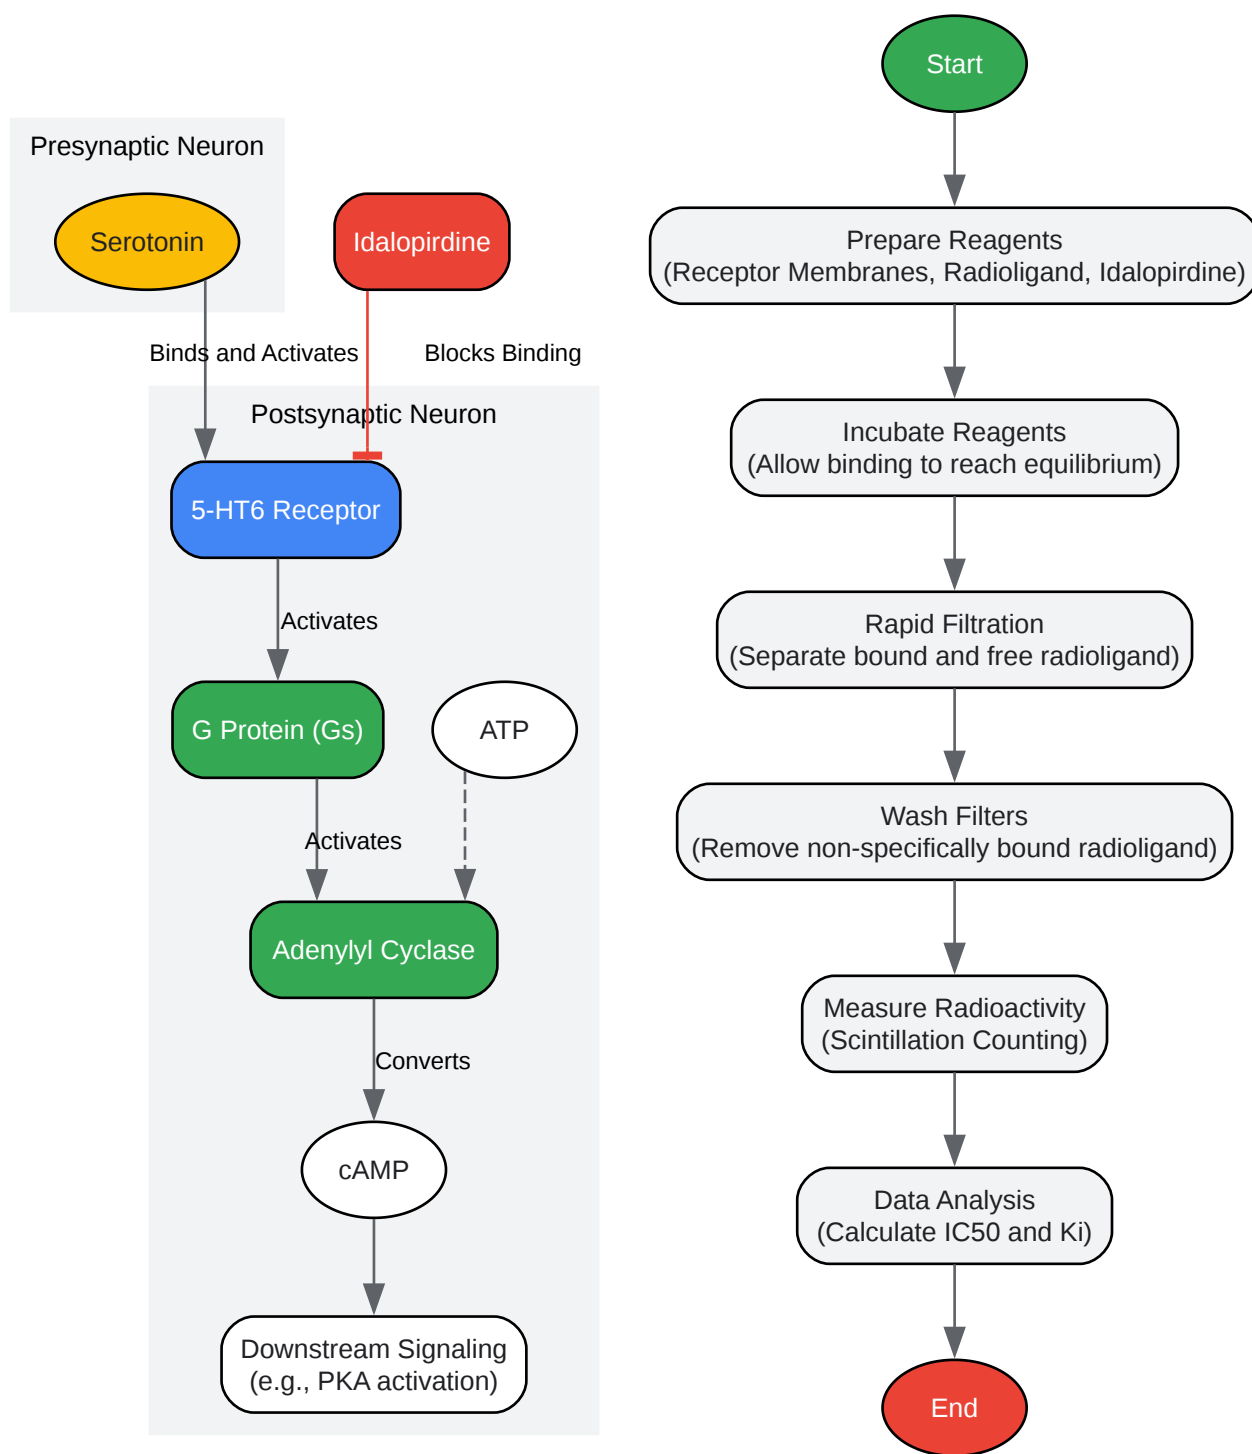 Presynaptic Neuron
Serotonin
Idalopirdine
Binds and Activates
Blocks Binding
Postsynaptic Neuron
5-HT6 Receptor
Activates
G Protein (Gs)
ATP
Activates
Adenylyl Cyclase
Converts
cAMP
Downstream Signaling
(e.g., PKA activation)
Start
Prepare Reagents
(Receptor Membranes, Radioligand, Idalopirdine)
Incubate Reagents
(Allow binding to reach equilibrium)
Rapid Filtration
(Separate bound and free radioligand)
Wash Filters
(Remove non-specifically bound radioligand)
Measure Radioactivity
(Scintillation Counting)
Data Analysis
(Calculate IC50 and Ki)
End